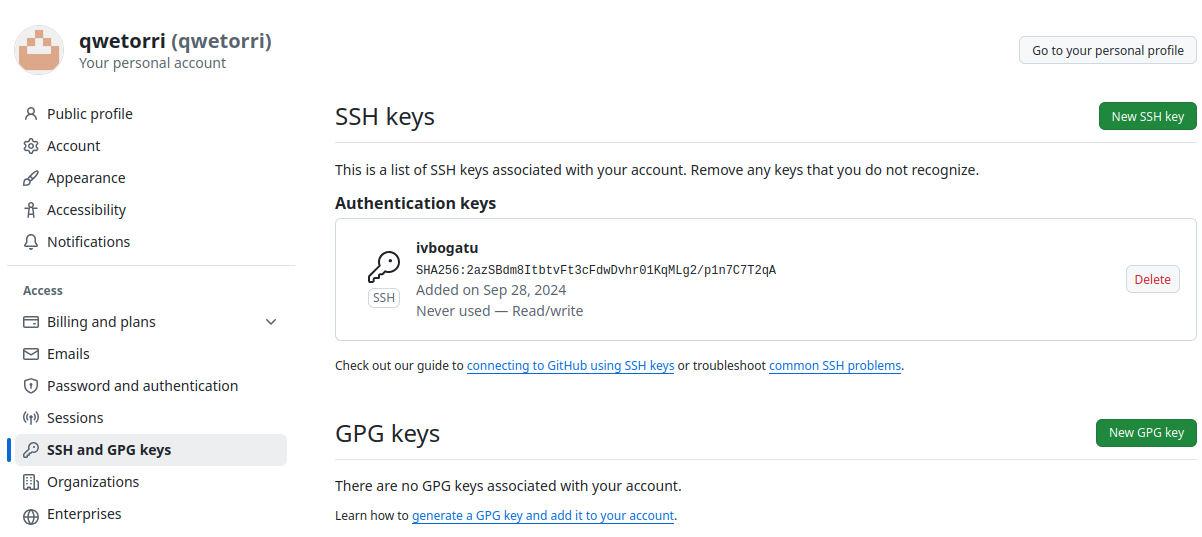 qwetorri (qwetorri)
Your personal account
Go to your personal profile
Public profile
Account
Appearance
Accessibility
Notifications
Access
Billing and plans
Emails
Password and authentication
Sessions
SSH and GPG keys
Organizations
Enterprises
SSH keys
New SSH key
This is a list of SSH keys associated with your account. Remove any keys that you do not recognize.
Authentication keys
ivbogatu
SHA256:2azSBdm8ItbtvFt3cFdwDvhr01KqMLg2/p1n7C7T2qA
SSH
Added on Sep 28, 2024
Never used — Read/write
Delete
Check out our guide to connecting to GitHub using SSH keys or troubleshoot common SSH problems.
GPG keys
New GPG key
There are no GPG keys associated with your account.
Learn how to generate a GPG key and add it to your account.